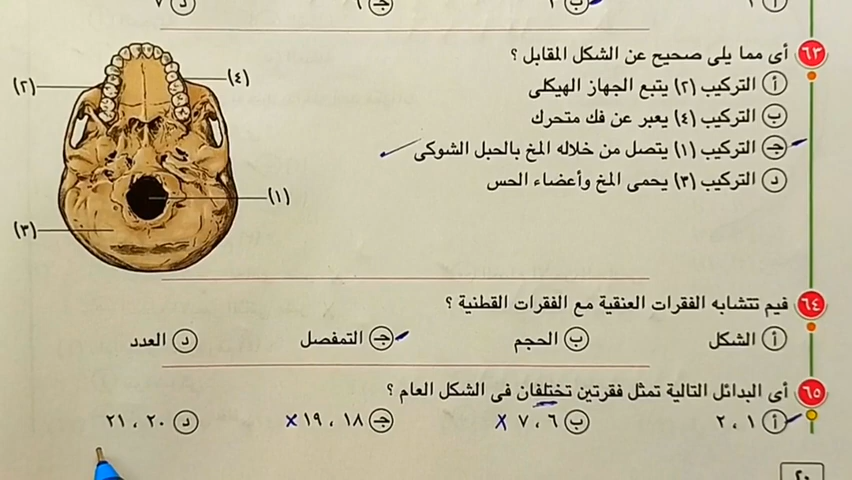 ٦٣ أى مما يلى صحيح عن الشكل المقابل ؟
أ التركيب (٢) يتبع الجهاز الهيكلى
ب التركيب (٤) يعبر عن فك متحرك
جـ التركيب (١) يتصل من خلاله المخ بالحبل الشوكى
د التركيب (٣) يحمى المخ وأعضاء الحس
(٢)
(٤)
(١)
(٣)
٦٤ فيم تتشابه الفقرات العنقية مع الفقرات القطنية ؟
أ الشكل ب الحجم جـ التمفصل د العدد
٦٥ أى البدائل التالية تمثل فقرتين تختلفان فى الشكل العام ؟
أ ١ ، ٢ ب ٦ ، ٧ x جـ ١٨ ، ١٩ x د ٢٠ ، ٢١